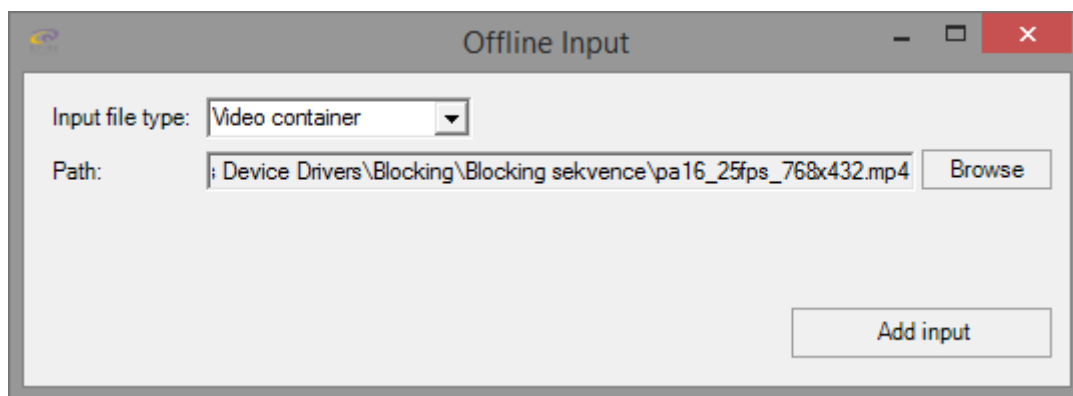 Offline Input
Input file type: Video container
Path: Device Drivers\Blocking\Blocking sekvence\pa16_25fps_768x432.mp4 Browse
Add input